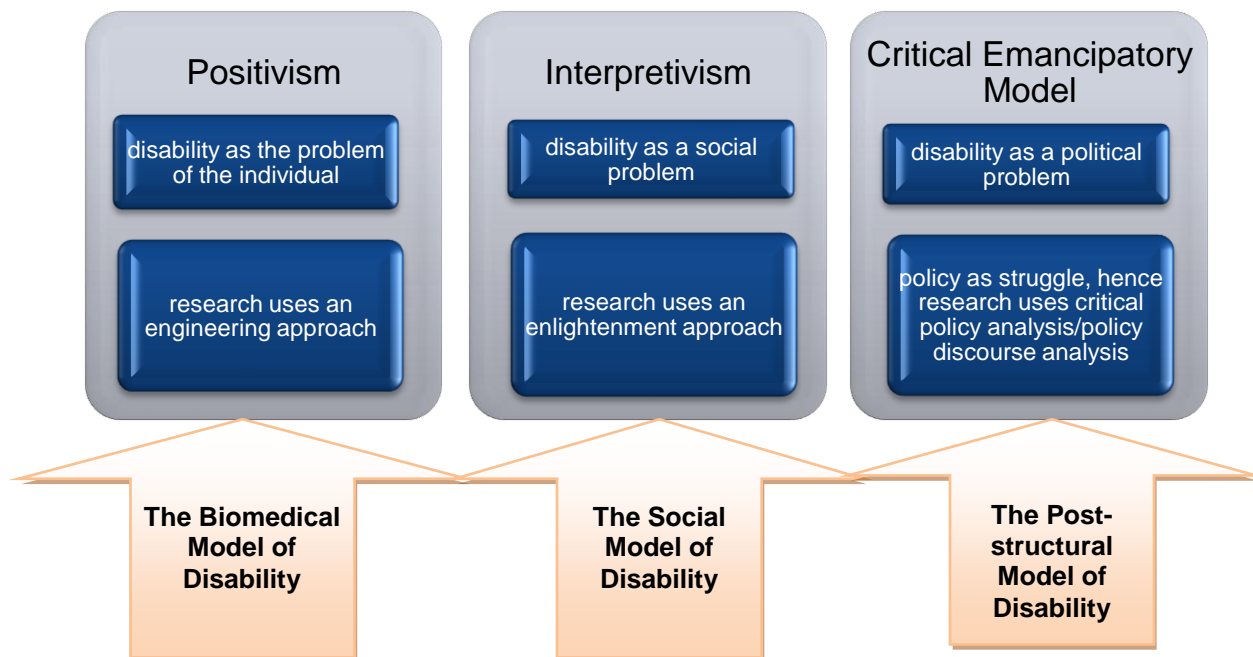 Positivism
disability as the problem
of the individual
research uses an
engineering approach
The Biomedical
Model of
Disability
Interpretivism
disability as a social
problem
research uses an
enlightenment approach
The Social
Model of
Disability
Critical Emancipatory
Model
disability as a political
problem
policy as struggle, hence
research uses critical
policy analysis/policy
discourse analysis
The Post-
structural
Model of
Disability